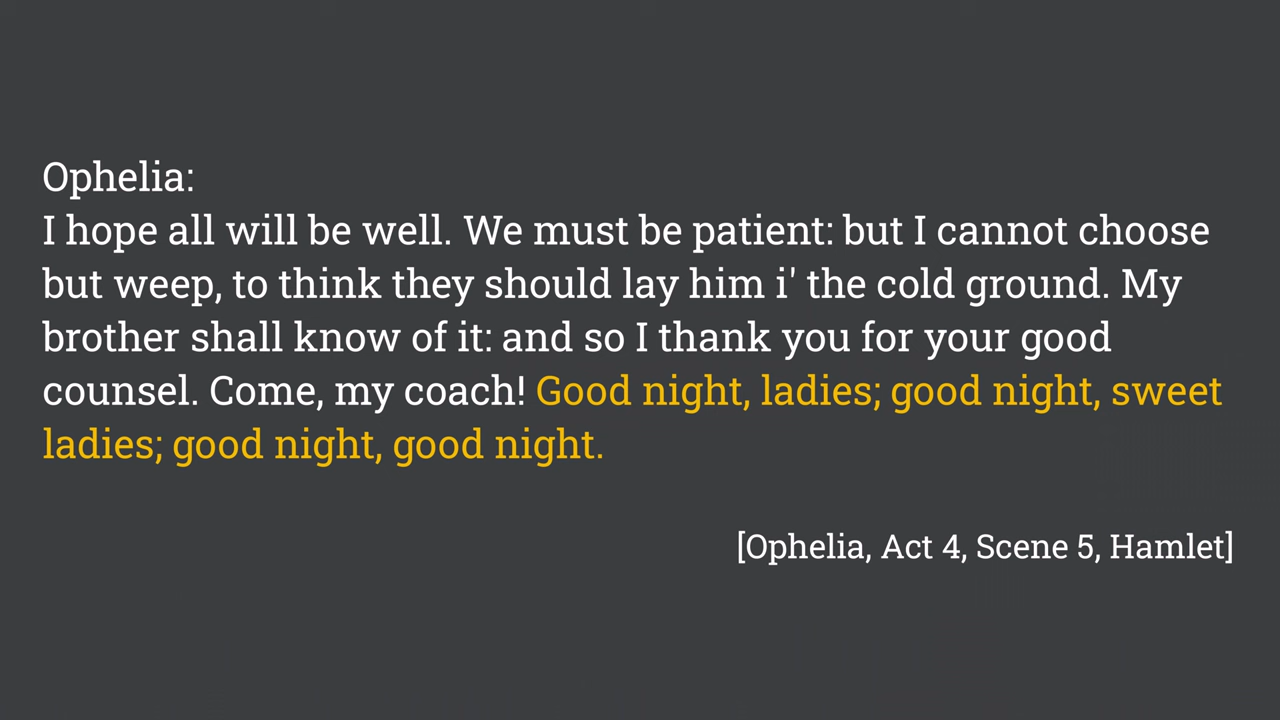 Ophelia:
I hope all will be well. We must be patient: but I cannot choose
but weep, to think they should lay him i' the cold ground. My
brother shall know of it: and so I thank you for your good
counsel. Come, my coach! Good night, ladies; good night, sweet
ladies; good night, good night.
[Ophelia, Act 4, Scene 5, Hamlet]